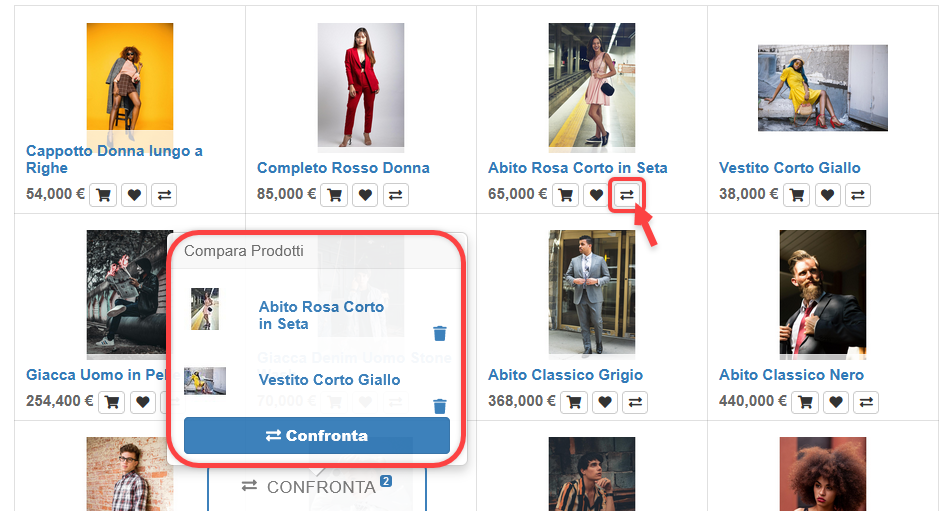 Cappotto Donna lungo a
Righe
54,000 €
Completo Rosso Donna
85,000 €
Abito Rosa Corto in Seta
65,000 €
Vestito Corto Giallo
38,000 €
Compara Prodotti
Abito Rosa Corto
in Seta
Vestito Corto Giallo
Confronta
Giacca Uomo in Pel
254,400 €
Giacca Denim Uomo Stone
70,000 €
Abito Classico Grigio
368,000 €
Abito Classico Nero
440,000 €
CONFRONTA 2